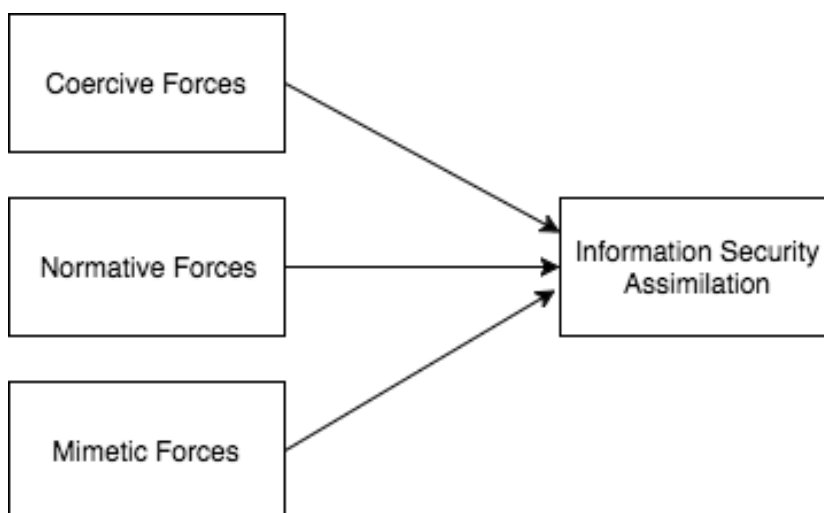 Coercive Forces
Normative Forces
Information Security
Assimilation
Mimetic Forces